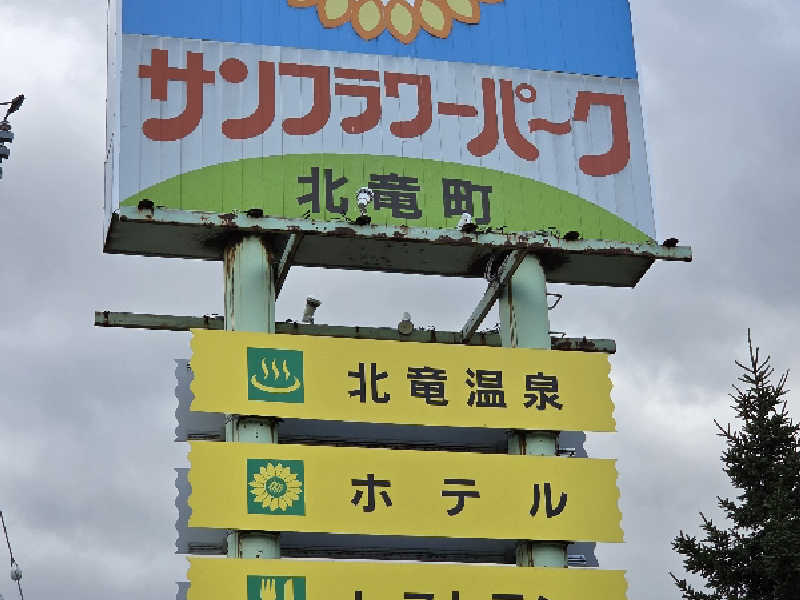 サンフラワーパーク
北竜町
北竜温泉
ホテル